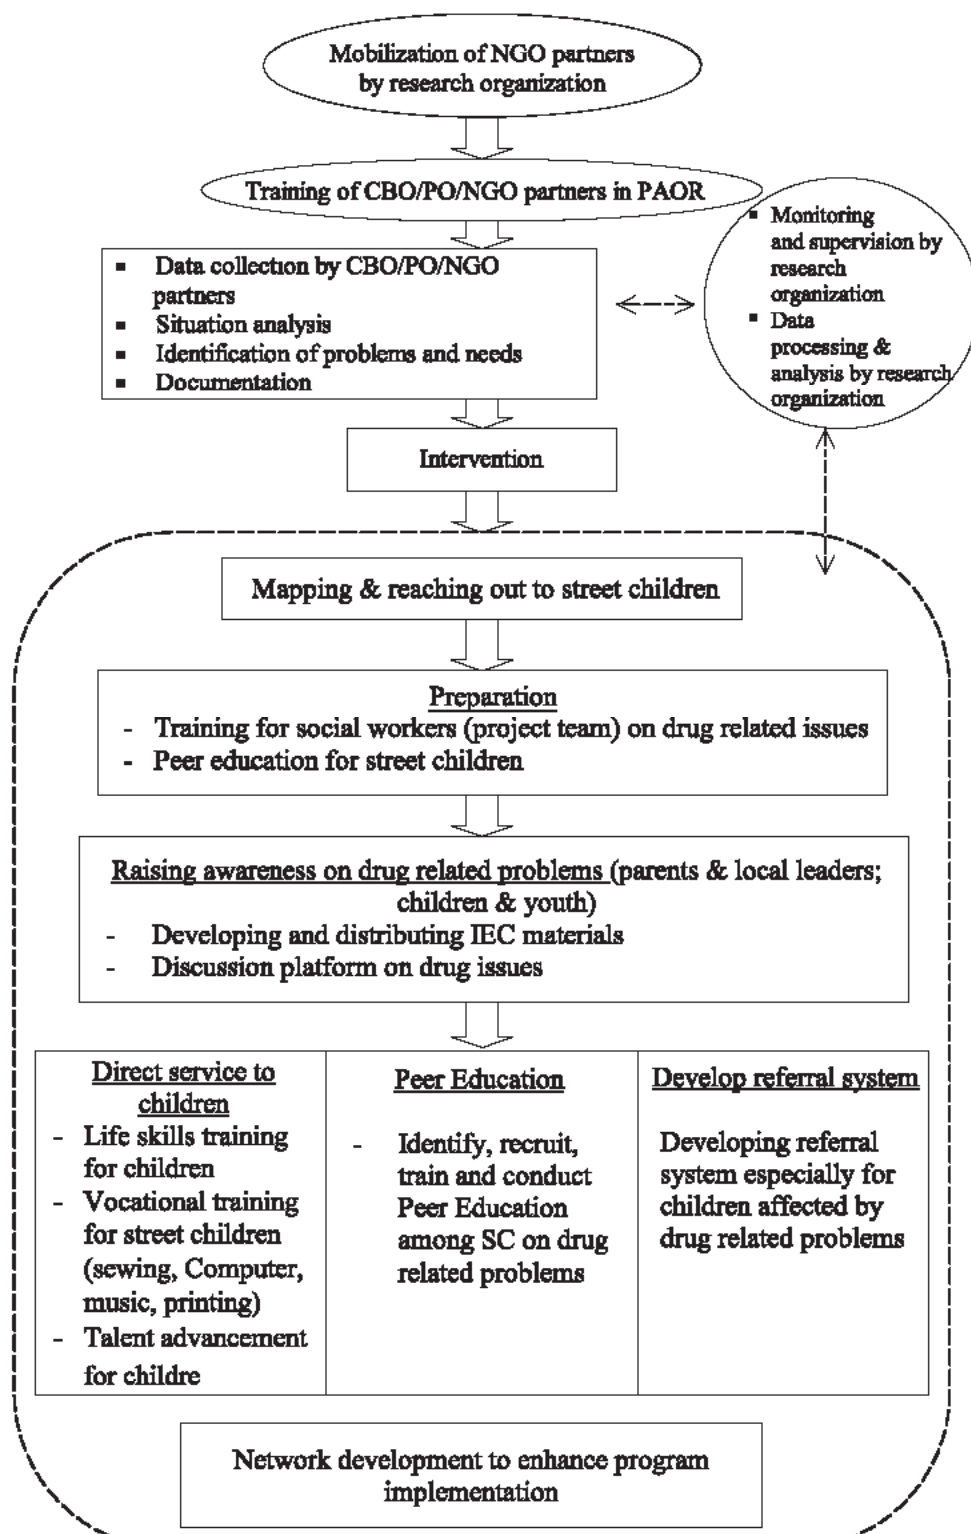 Mobilization of NGO partners
by research organization
Training of CBO/PO/NGO partners in PAOR
▪ Data collection by CBO/PO/NGO
partners
▪ Situation analysis
▪ Identification of problems and needs
▪ Documentation
▪ Monitoring
and supervision by
research
organization
▪ Data
processing &
analysis by research
organization
Intervention
Mapping & reaching out to street children
Preparation
- Training for social workers (project team) on drug related issues
- Peer education for street children
Raising awareness on drug related problems (parents & local leaders;
children & youth)
- Developing and distributing IEC materials
- Discussion platform on drug issues
Direct service to
children
- Life skills training
for children
- Vocational training
for street children
(sewing, Computer,
music, printing)
- Talent advancement
for childre
Peer Education
- Identify, recruit,
train and conduct
Peer Education
among SC on drug
related problems
Develop referral system
Developing referral
system especially for
children affected by
drug related problems
Network development to enhance program
implementation